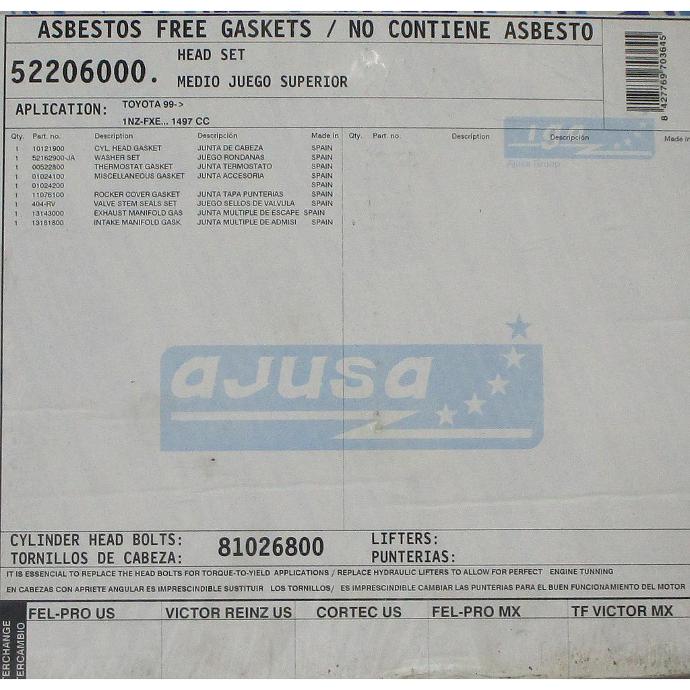 ASBESTOS FREE GASKETS / NO CONTIENE ASBESTO
52206000. HEAD SET
MEDIO JUEGO SUPERIOR
8 427769 703645
APLICATION: TOYOTA 99->
1NZ-FXE... 1497 CC
Ajusa Group
Qty. Part. no. Description Descripción Made in Qty. Part. no. Description Descripción Made in
1 10121900 CYL. HEAD GASKET JUNTA DE CABEZA SPAIN
1 52162900-JA WASHER SET JUEGO RONDANAS SPAIN
1 00522800 THERMOSTAT GASKET JUNTA TERMOSTATO SPAIN
1 01024100 MISCELLANEOUS GASKET JUNTA ACCESORIA SPAIN
1 01024200 SPAIN
1 11076100 ROCKER COVER GASKET JUNTA TAPA PUNTERIAS SPAIN
1 404-RV VALVE STEM SEALS SET JUEGO SELLOS DE VALVULA SPAIN
1 13143000 EXHAUST MANIFOLD GAS JUNTA MULTIPLE DE ESCAPE SPAIN
1 13181800 INTAKE MANIFOLD GASK JUNTA MULTIPLE DE ADMISI SPAIN
AJUSA
CYLINDER HEAD BOLTS: 81026800 LIFTERS:
TORNILLOS DE CABEZA: PUNTERIAS:
IT IS ESSENCIAL TO REPLACE THE HEAD BOLTS FOR TORQUE-TO-YIELD APPLICATIONS / REPLACE HYDRAULIC LIFTERS TO ALLOW FOR PERFECT ENGINE TUNNING
EN CABEZAS CON APRIETE ANGULAR ES IMPRESCINDIBLE SUSTITUIR LOS TORNILLOS/ ES IMPRESCINDIBLE CAMBIAR LAS PUNTERIAS PARA EL BUEN FUNCIONAMIENTO DEL MOTOR
TERCHANGE
TERCAMBIO
FEL-PRO US VICTOR REINZ US CORTEC US FEL-PRO MX TF VICTOR MX